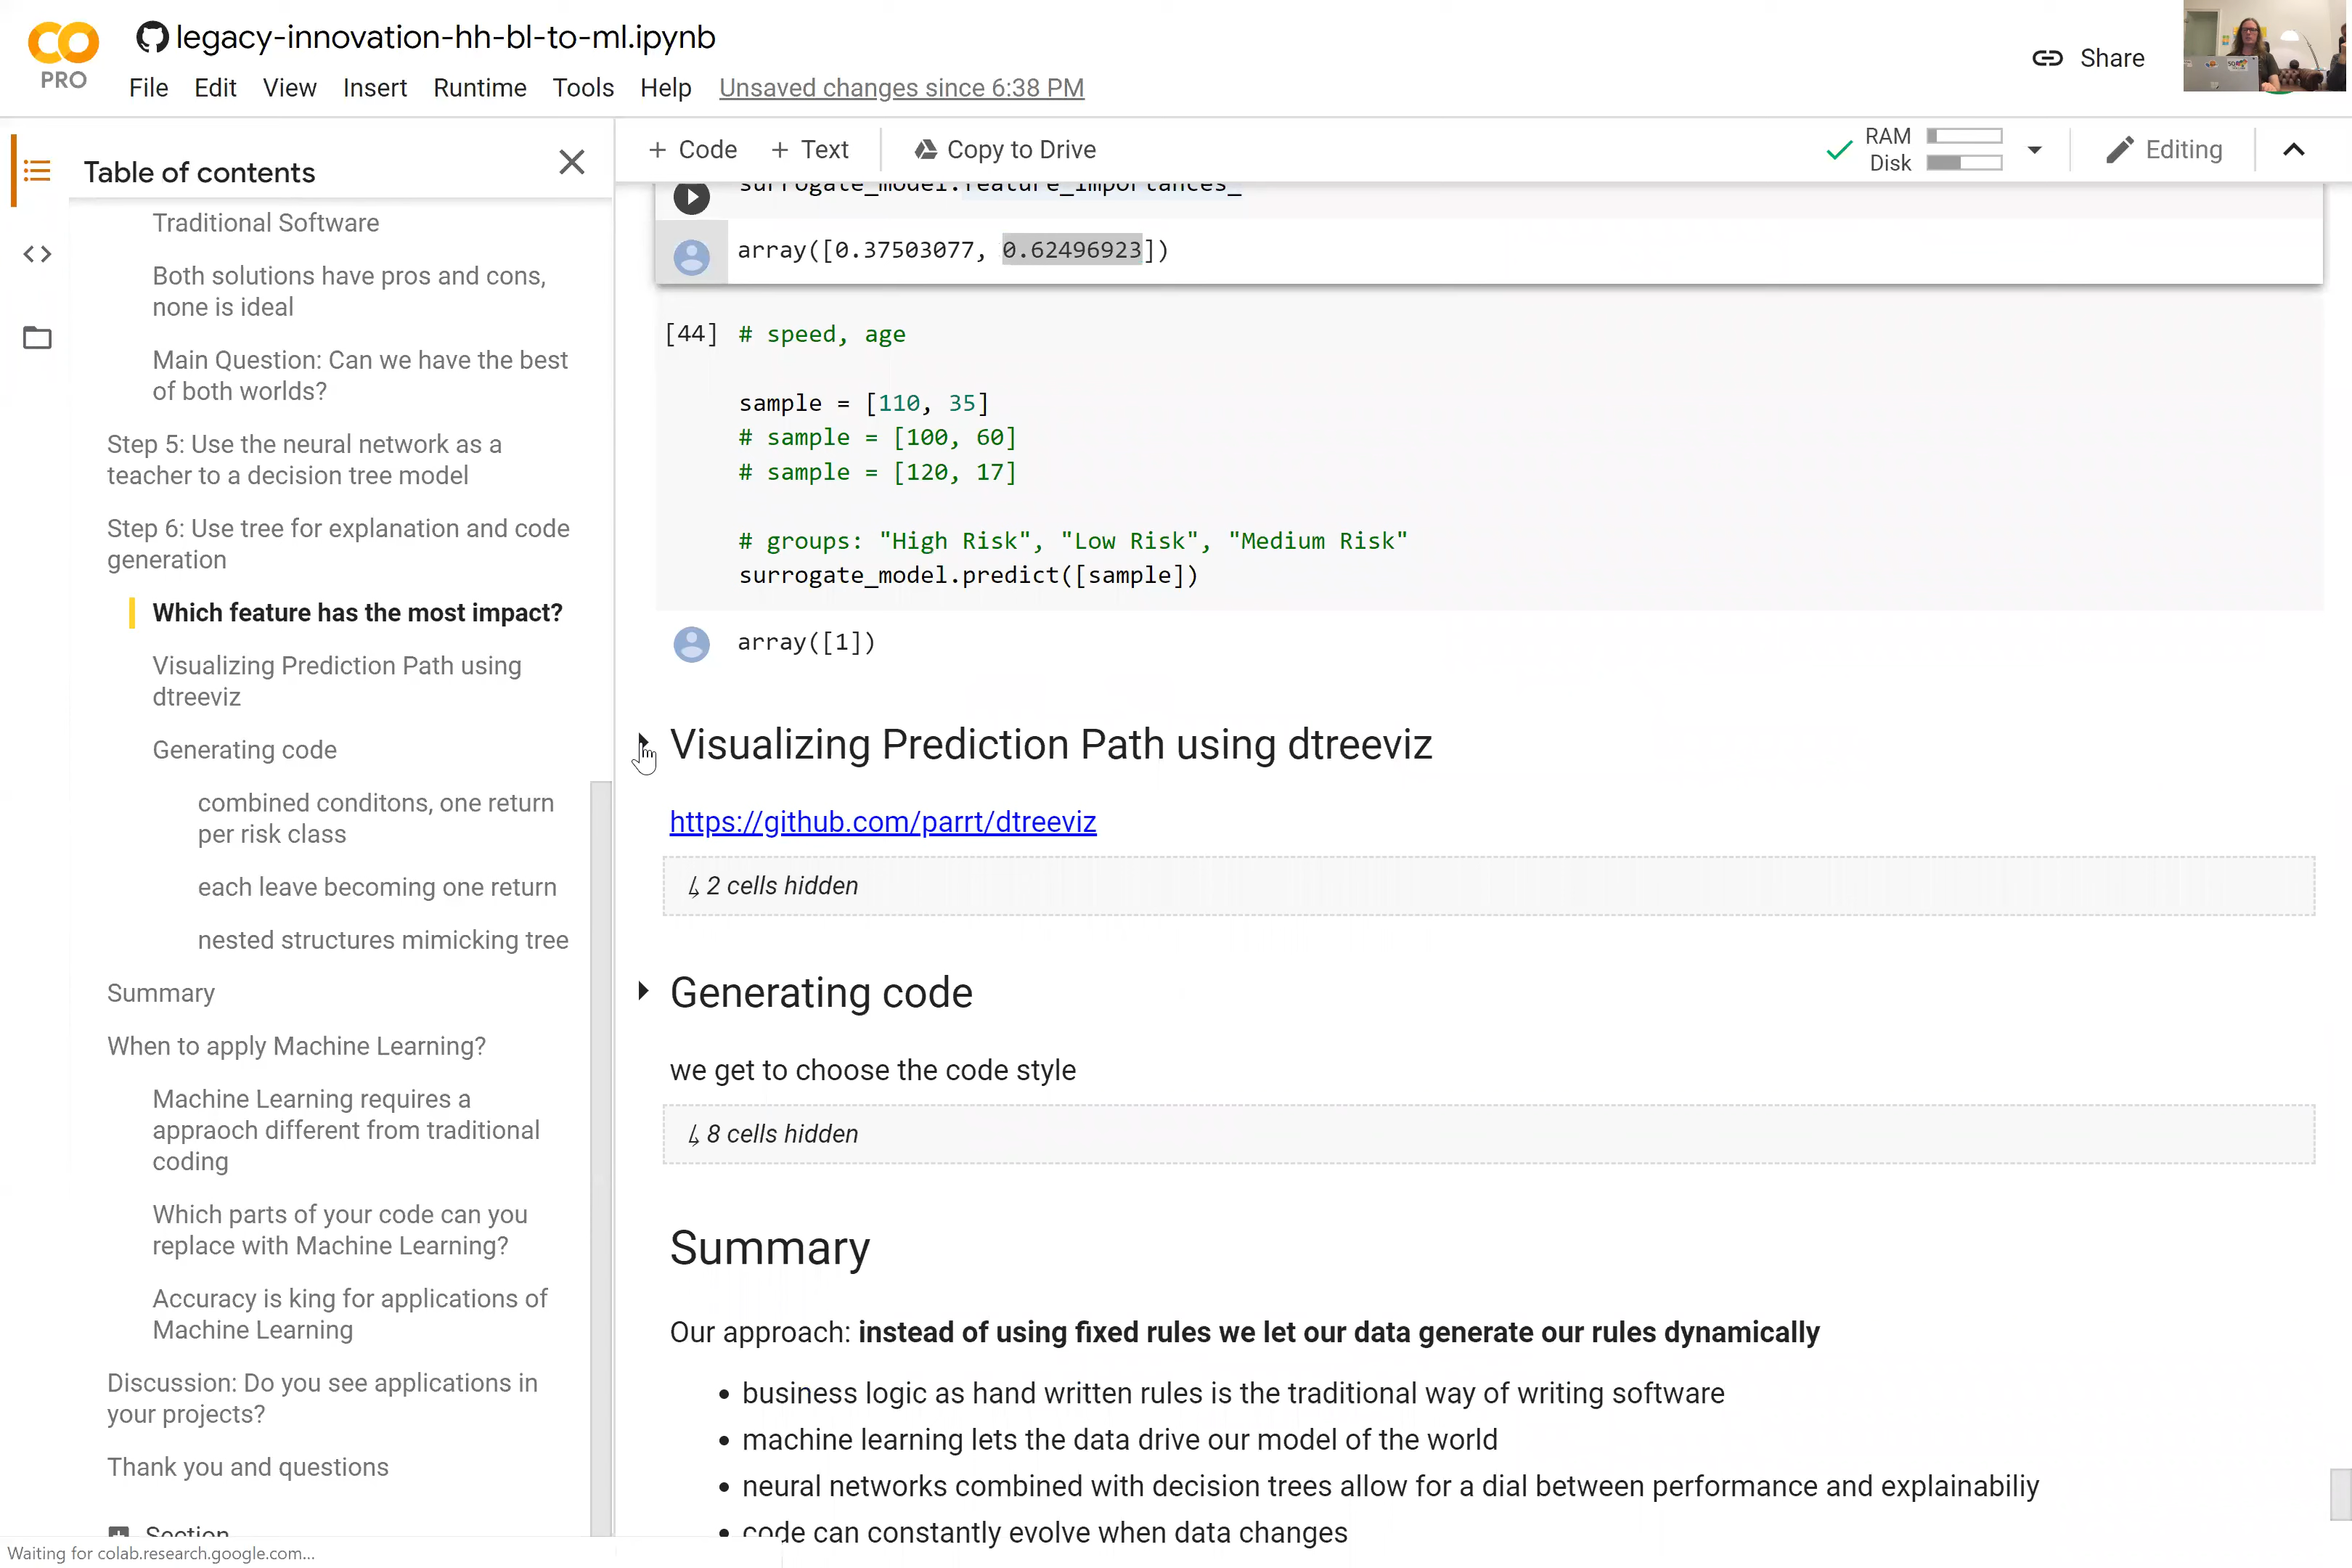 legacy-innovation-hh-bl-to-ml.ipynb
PRO
File Edit View Insert Runtime Tools Help Unsaved changes since 6:38 PM
Share
Table of contents
Traditional Software
Both solutions have pros and cons,
none is ideal
Main Question: Can we have the best
of both worlds?
Step 5: Use the neural network as a
teacher to a decision tree model
Step 6: Use tree for explanation and code
generation
Which feature has the most impact?
Visualizing Prediction Path using
dtreeviz
Generating code
combined conditons, one return
per risk class
each leave becoming one return
nested structures mimicking tree
Summary
When to apply Machine Learning?
Machine Learning requires a
appraoch different from traditional
coding
Which parts of your code can you
replace with Machine Learning?
Accuracy is king for applications of
Machine Learning
Discussion: Do you see applications in
your projects?
Thank you and questions
Section
Waiting for colab.research.google.com...
+ Code + Text Copy to Drive
RAM
Disk
Editing
surrogate_model.feature_importances_
array([0.37503077, 0.62496923])
[44] # speed, age
sample = [110, 35]
# sample = [100, 60]
# sample = [120, 17]
# groups: "High Risk", "Low Risk", "Medium Risk"
surrogate_model.predict([sample])
array([1])
Visualizing Prediction Path using dtreeviz
https://github.com/parrt/dtreeviz
↳ 2 cells hidden
Generating code
we get to choose the code style
↳ 8 cells hidden
Summary
Our approach: instead of using fixed rules we let our data generate our rules dynamically
• business logic as hand written rules is the traditional way of writing software
• machine learning lets the data drive our model of the world
• neural networks combined with decision trees allow for a dial between performance and explainabiliy
• code can constantly evolve when data changes